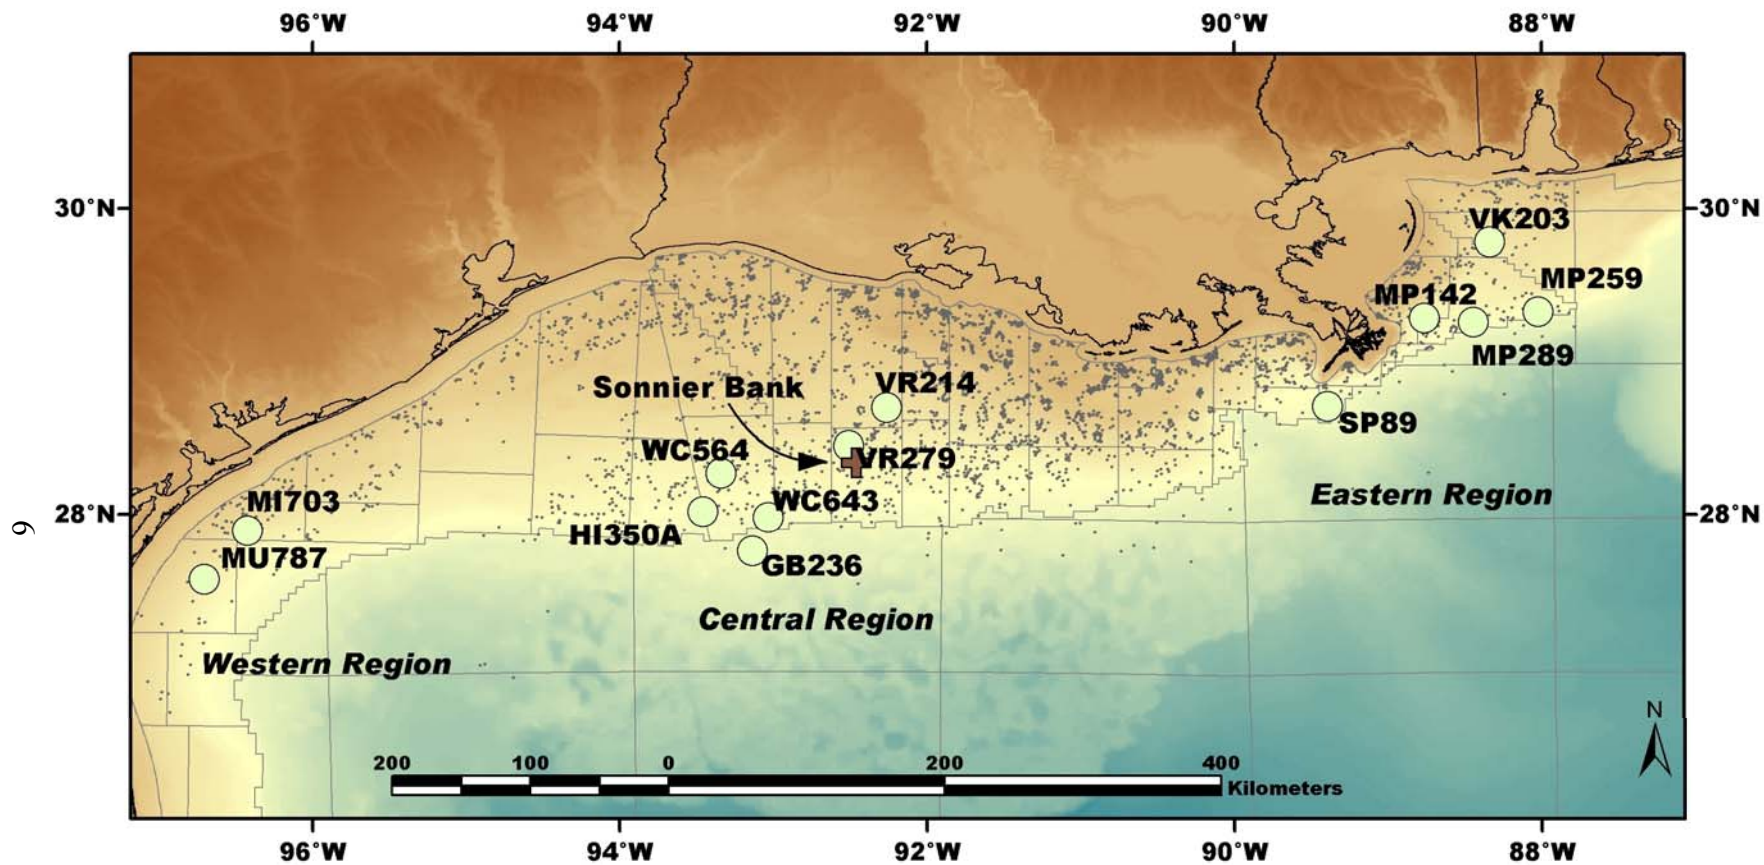 96°W 94°W 92°W 90°W 88°W
30°N 30°N
VK203
MP259
MP142
MP289
VR214
Sonnier Bank
SP89
WC564 VR279
Eastern Region
MI703 WC643
28°N 28°N
6
HI350A
MU787
GB236
Central Region
Western Region
N
200 100 0 200 400
Kilometers
96°W 94°W 92°W 90°W 88°W